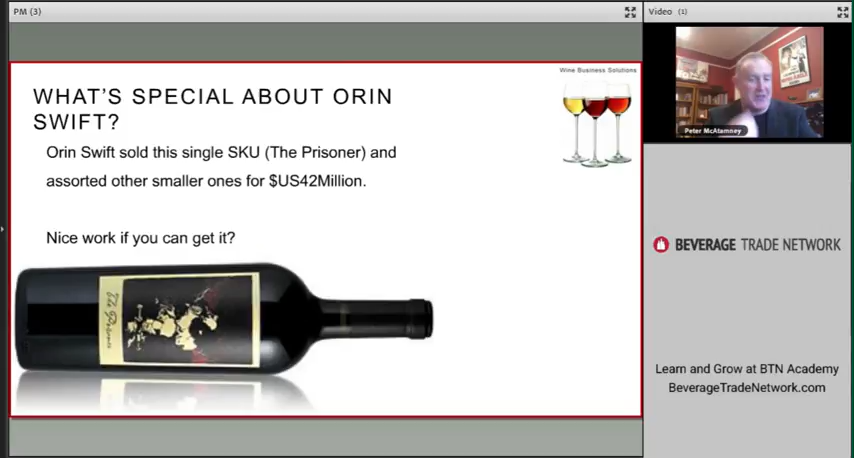 PM (3)
Video (1)
Wine Business Solutions
WHAT'S SPECIAL ABOUT ORIN
SWIFT?
Orin Swift sold this single SKU (The Prisoner) and
assorted other smaller ones for $US42Million.
Nice work if you can get it?
The Prisoner
Peter McAtamney
BEVERAGE TRADE NETWORK
Learn and Grow at BTN Academy
BeverageTradeNetwork.com